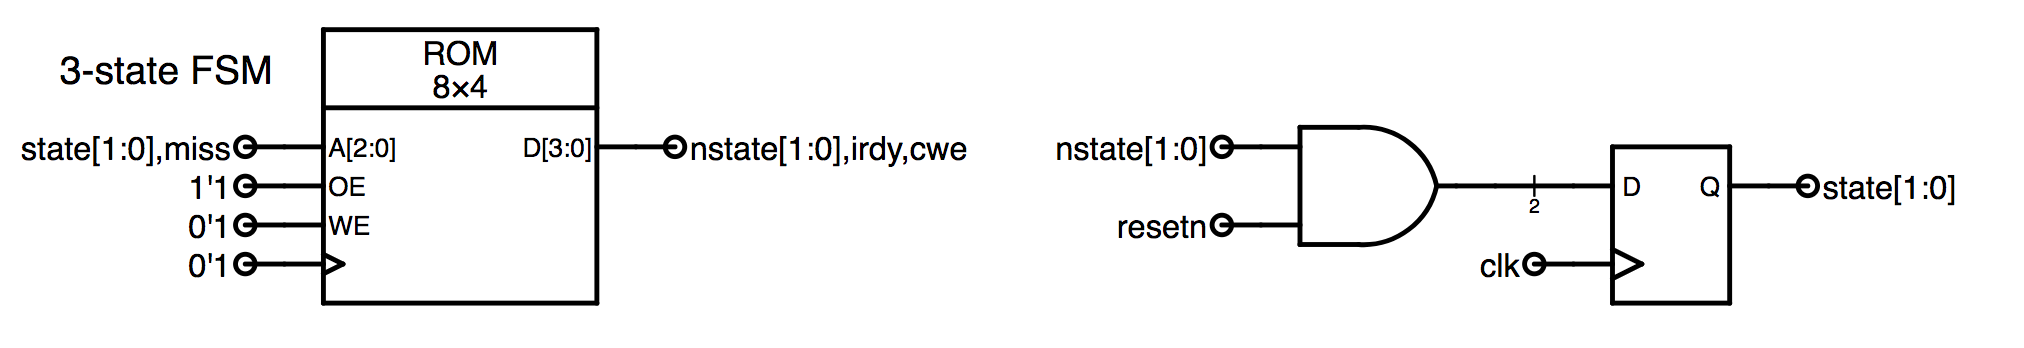 3-state FSM
ROM
8×4
state[1:0],miss
A[2:0]
D[3:0]
nstate[1:0],irdy,cwe
1'1
OE
0'1
WE
0'1
nstate[1:0]
resetn
2
D
Q
state[1:0]
clk